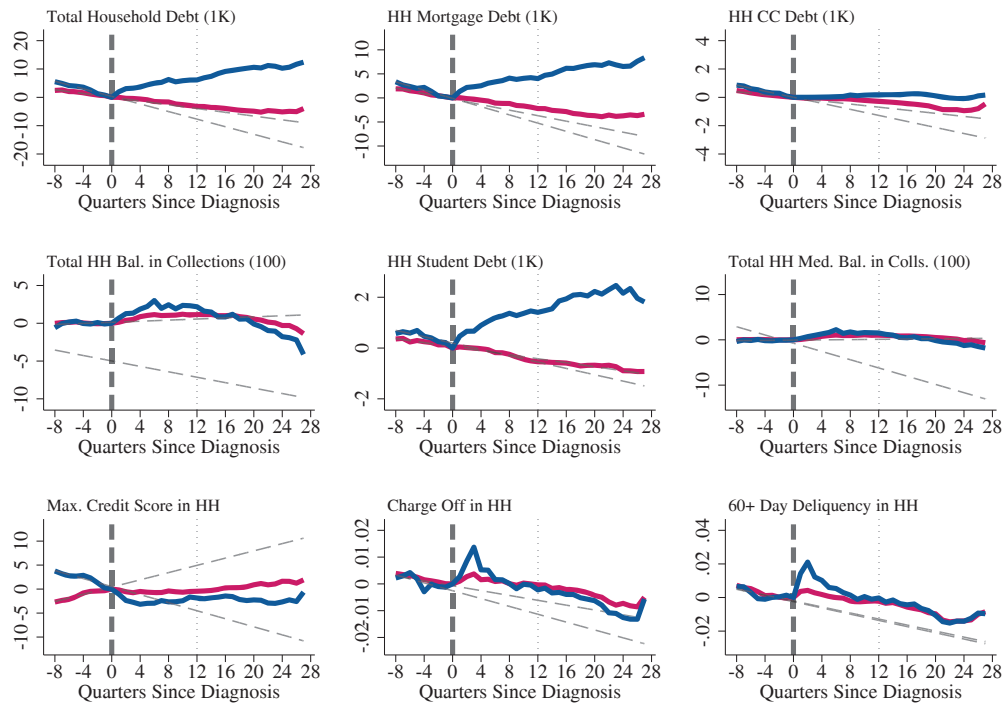 Total Household Debt (1K)
20
10
0
-10
-20
-8 -4 0 4 8 12 16 20 24 28
Quarters Since Diagnosis
HH Mortgage Debt (1K)
10
5
0
-5
-10
-8 -4 0 4 8 12 16 20 24 28
Quarters Since Diagnosis
HH CC Debt (1K)
4
2
0
-2
-4
-8 -4 0 4 8 12 16 20 24 28
Quarters Since Diagnosis
Total HH Bal. in Collections (100)
5
0
-5
-10
-8 -4 0 4 8 12 16 20 24 28
Quarters Since Diagnosis
HH Student Debt (1K)
2
0
-2
-8 -4 0 4 8 12 16 20 24 28
Quarters Since Diagnosis
Total HH Med. Bal. in Colls. (100)
10
0
-10
-8 -4 0 4 8 12 16 20 24 28
Quarters Since Diagnosis
Max. Credit Score in HH
10
5
0
-5
-10
-8 -4 0 4 8 12 16 20 24 28
Quarters Since Diagnosis
Charge Off in HH
.02
.01
0
-.01
-.02
-8 -4 0 4 8 12 16 20 24 28
Quarters Since Diagnosis
60+ Day Deliquency in HH
.04
.02
0
-.02
-8 -4 0 4 8 12 16 20 24 28
Quarters Since Diagnosis